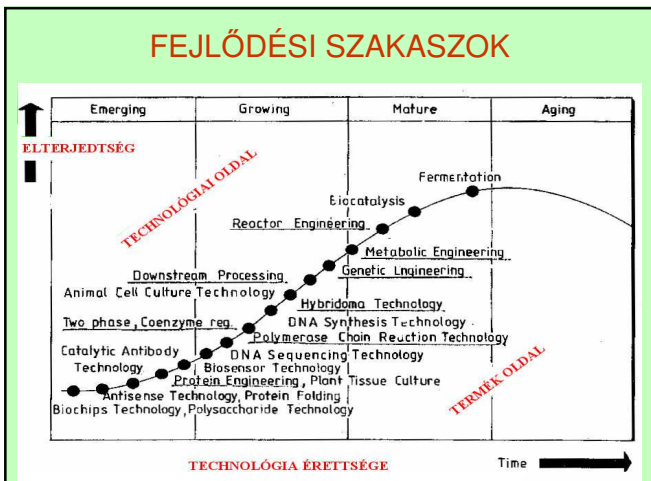 FEJLŐDÉSI SZAKASZOK
Emerging
Growing
Mature
Aging
ELTERJEDTSÉG
TECHNOLÓGIAI OLDAL
Fermentation
Biocatalysis
Reactor Engineering
Metabolic Engineering
Downstream Processing
Genetic Engineering
Animal Cell Culture Technology
Hybridoma Technology
Two phase, Coenzyme reg.
DNA Synthesis Technology
Polymerase Chain Reaction Technology
Catalytic Antibody
Technology
DNA Sequencing Technology
Biosensor Technology
Protein Engineering, Plant Tissue Culture
Antisense Technology, Protein Folding
Biochips Technology, Polysaccharide Technology
TERMÉK OLDAL
TECHNOLÓGIA ÉRETTSÉGE
Time